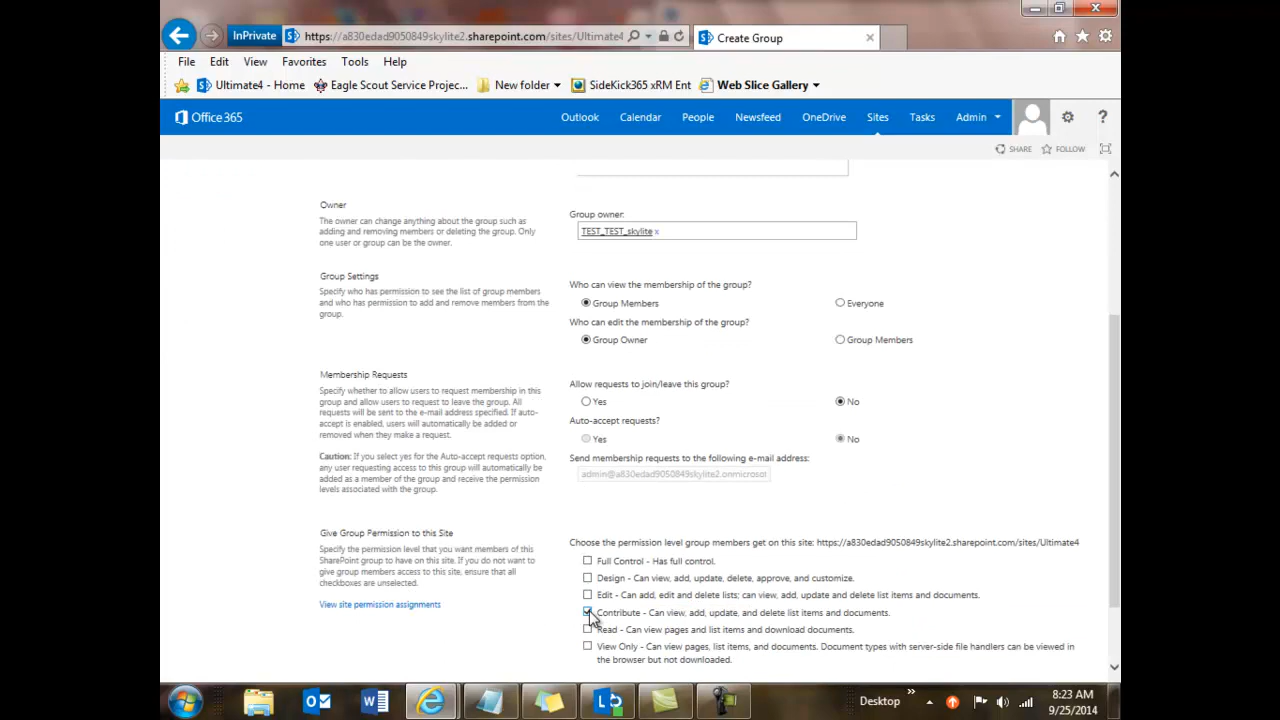 InPrivate
https://a830edad9050849skylite2.sharepoint.com/sites/Ultimate4
Create Group
File Edit View Favorites Tools Help
Ultimate4 - Home
Eagle Scout Service Projec...
New folder
SideKick365 xRM Ent
Web Slice Gallery
Office 365
Outlook Calendar People Newsfeed OneDrive Sites Tasks Admin ?
SHARE FOLLOW
Owner
The owner can change anything about the group such as
adding and removing members or deleting the group. Only
one user or group can be the owner.
Group owner:
TEST_TEST_skylite x
Group Settings
Specify who has permission to see the list of group members
and who has permission to add and remove members from the
group.
Who can view the membership of the group?
Group Members Everyone
Who can edit the membership of the group?
Group Owner Group Members
Membership Requests
Specify whether to allow users to request membership in this
group and allow users to request to leave the group. All
requests will be sent to the e-mail address specified. If auto-
accept is enabled, users will automatically be added or
removed when they make a request.
Caution: If you select yes for the Auto-accept requests option,
any user requesting access to this group will automatically be
added as a member of the group and receive the permission
levels associated with the group.
Allow requests to join/leave this group?
Yes No
Auto-accept requests?
Yes No
Send membership requests to the following e-mail address:
admin@a830edad9050849skylite2.onmicrosof
Give Group Permission to this Site
Specify the permission level that you want members of this
SharePoint group to have on this site. If you do not want to
give group members access to this site, ensure that all
checkboxes are unselected.
View site permission assignments
Choose the permission level group members get on this site: https://a830edad9050849skylite2.sharepoint.com/sites/Ultimate4
Full Control - Has full control.
Design - Can view, add, update, delete, approve, and customize.
Edit - Can add, edit and delete lists; can view, add, update and delete list items and documents.
Contribute - Can view, add, update, and delete list items and documents.
Read - Can view pages and list items and download documents.
View Only - Can view pages, list items, and documents. Document types with server-side file handlers can be viewed in
the browser but not downloaded.
Desktop
8:23 AM
9/25/2014